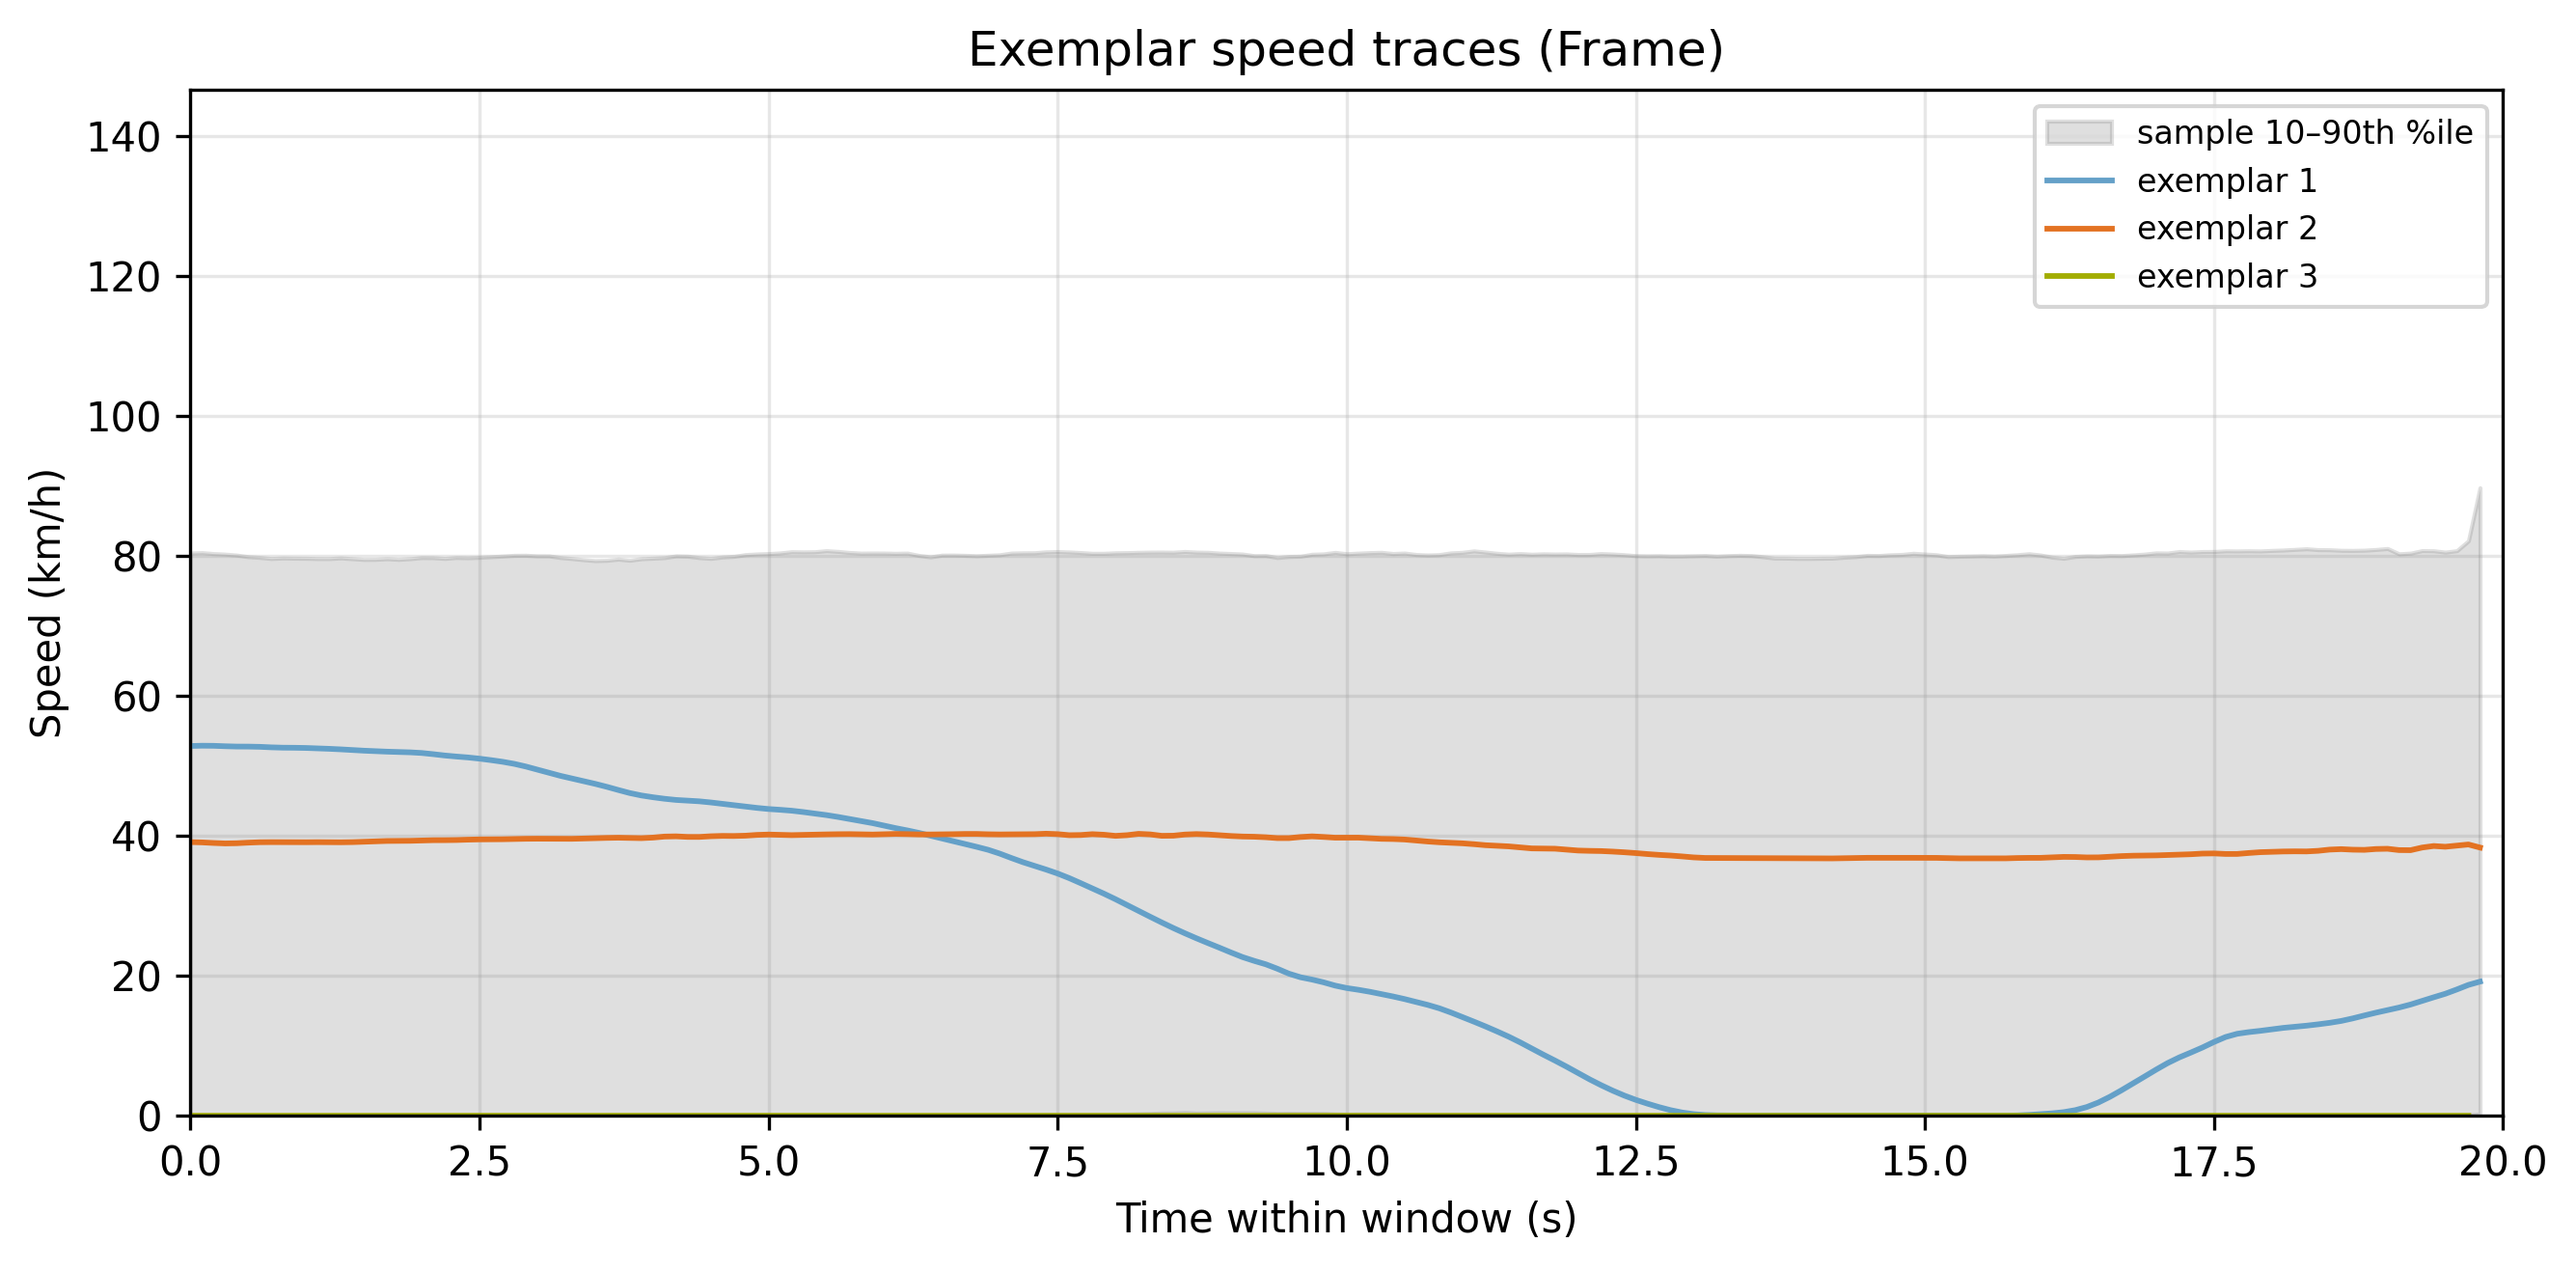 Exemplar speed traces (Frame)
140
120
100
80
60
40
20
0
Speed (km/h)
sample 10–90th %ile
exemplar 1
exemplar 2
exemplar 3
0.0 2.5 5.0 7.5 10.0 12.5 15.0 17.5 20.0
Time within window (s)